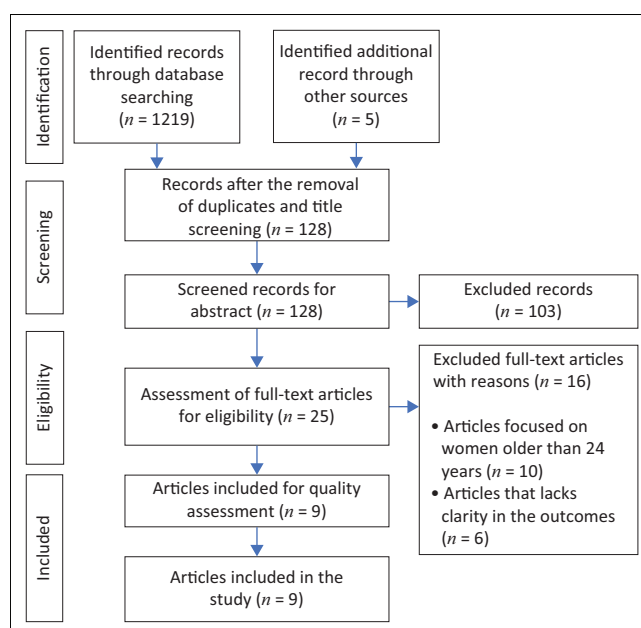 Identification
Identified records
through database
searching
(n = 1219)
Identified additional
record through
other sources
(n = 5)
Screening
Records after the removal
of duplicates and title
screening (n = 128)
Screened records for
abstract (n = 128)
Excluded records
(n = 103)
Eligibility
Assessment of full-text articles
for eligibility (n = 25)
Excluded full-text articles
with reasons (n = 16)
• Articles focused on
women older than 24
years (n = 10)
• Articles that lacks
clarity in the outcomes
(n = 6)
Included
Articles included for quality
assessment (n = 9)
Articles included in the
study (n = 9)